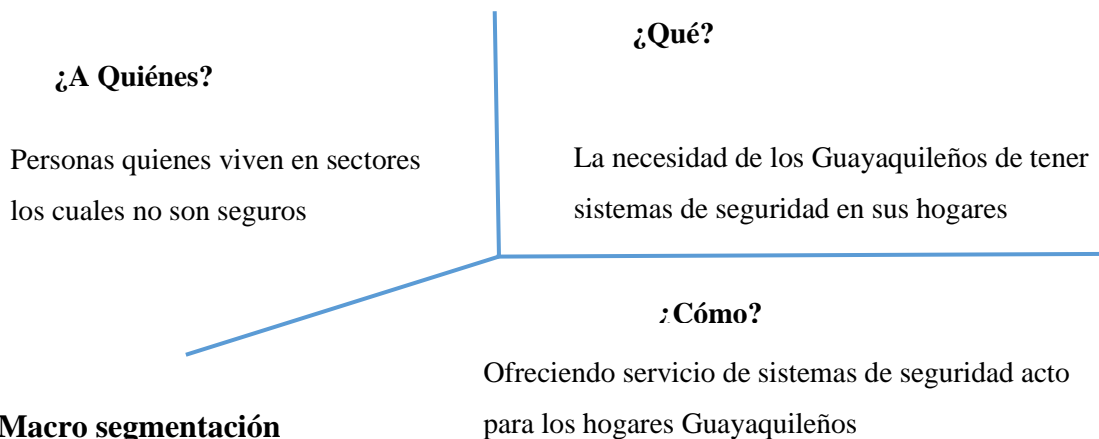 ¿A Quiénes?
Personas quienes viven en sectores
los cuales no son seguros
¿Qué?
La necesidad de los Guayaquileños de tener
sistemas de seguridad en sus hogares
¿Cómo?
Ofreciendo servicio de sistemas de seguridad acto
para los hogares Guayaquileños
Macro segmentación